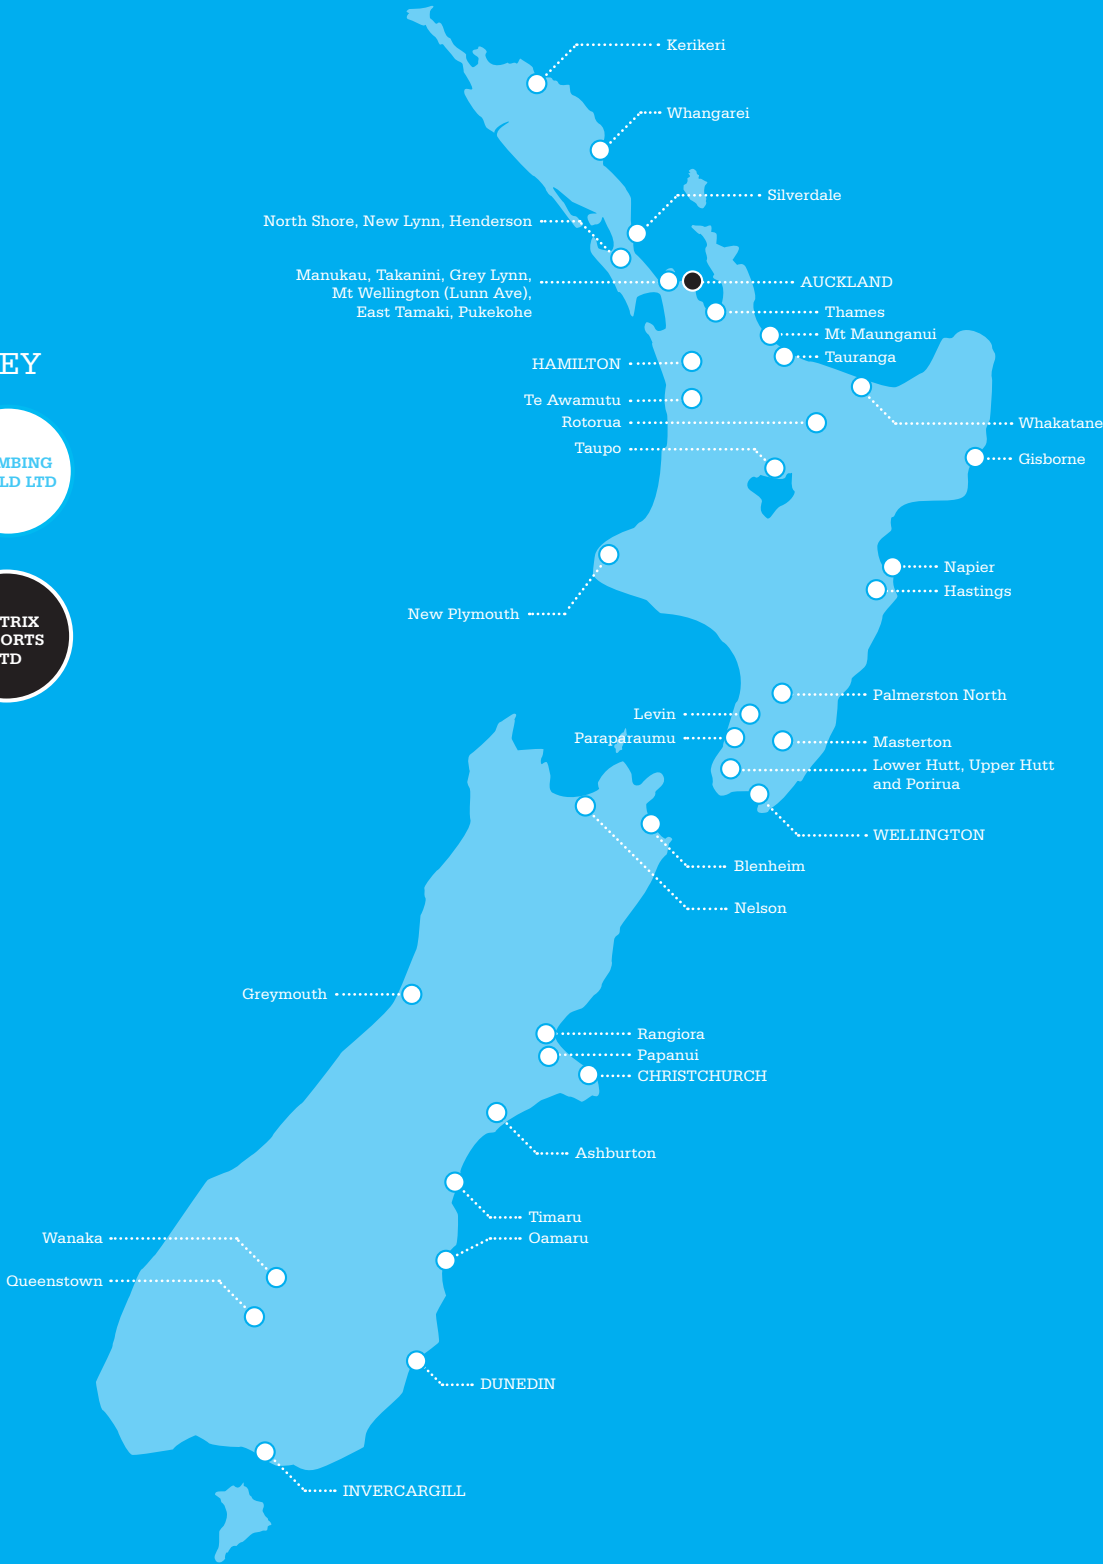 Kerikeri
Whangarei
Silverdale
North Shore, New Lynn, Henderson
Manukau, Takanini, Grey Lynn,
Mt Wellington (Lunn Ave),
East Tamaki, Pukekohe
AUCKLAND
Thames
Mt Maunganui
Tauranga
EY
HAMILTON
Te Awamutu
Rotorua
Whakatane
Taupo
Gisborne
MBING
LD LTD
Napier
Hastings
New Plymouth
TRIX
ORTS
TD
Palmerston North
Levin
Paraparaumu
Masterton
Lower Hutt, Upper Hutt
and Porirua
WELLINGTON
Blenheim
Nelson
Greymouth
Rangiora
Papanui
CHRISTCHURCH
Ashburton
Timaru
Wanaka
Oamaru
Queenstown
DUNEDIN
INVERCARGILL